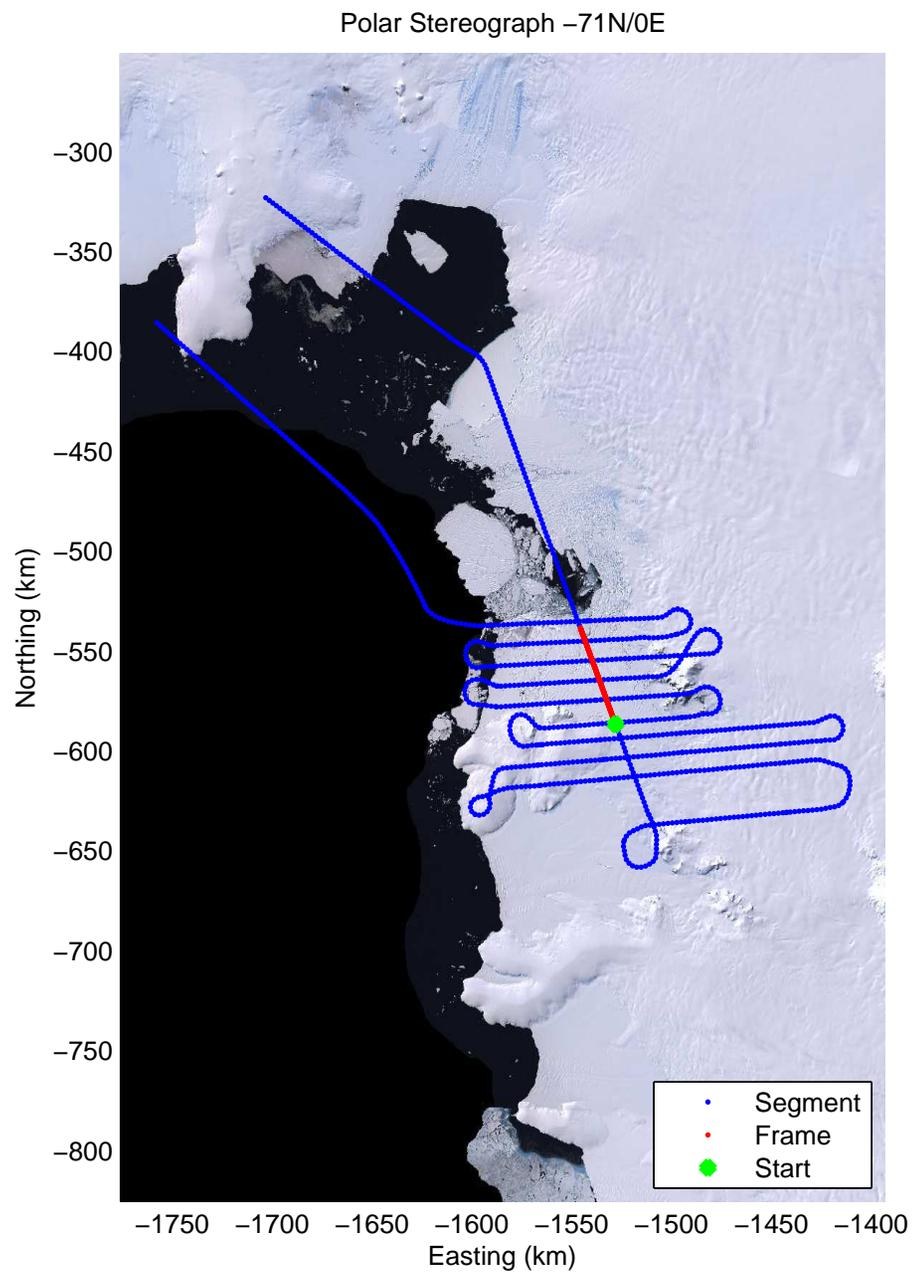 Polar Stereograph −71N/0E
−300
−350
−400
−450
−500
−550
−600
−650
−700
−750
−800
Northing (km)
Segment
Frame
Start
−1750 −1700 −1650 −1600 −1550 −1500 −1450 −1400
Easting (km)